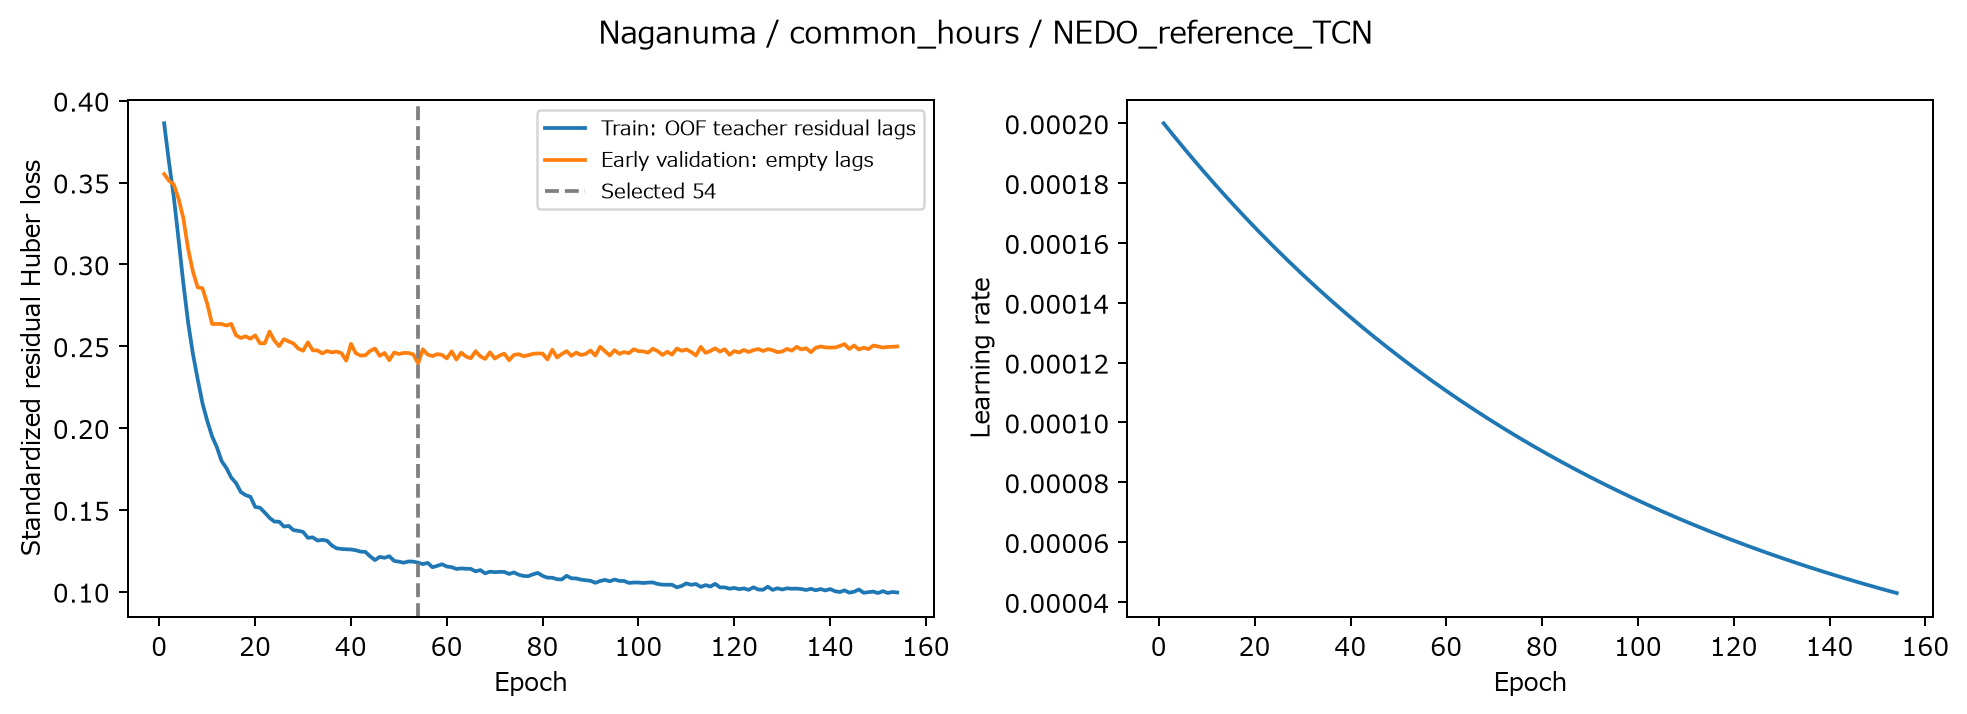 Naganuma / common_hours / NEDO_reference_TCN
Standardized residual Huber loss
0.40
0.35
0.30
0.25
0.20
0.15
0.10
Train: OOF teacher residual lags
Early validation: empty lags
Selected 54
0 20 40 60 80 100 120 140 160
Epoch
Learning rate
0.00020
0.00018
0.00016
0.00014
0.00012
0.00010
0.00008
0.00006
0.00004
0 20 40 60 80 100 120 140 160
Epoch